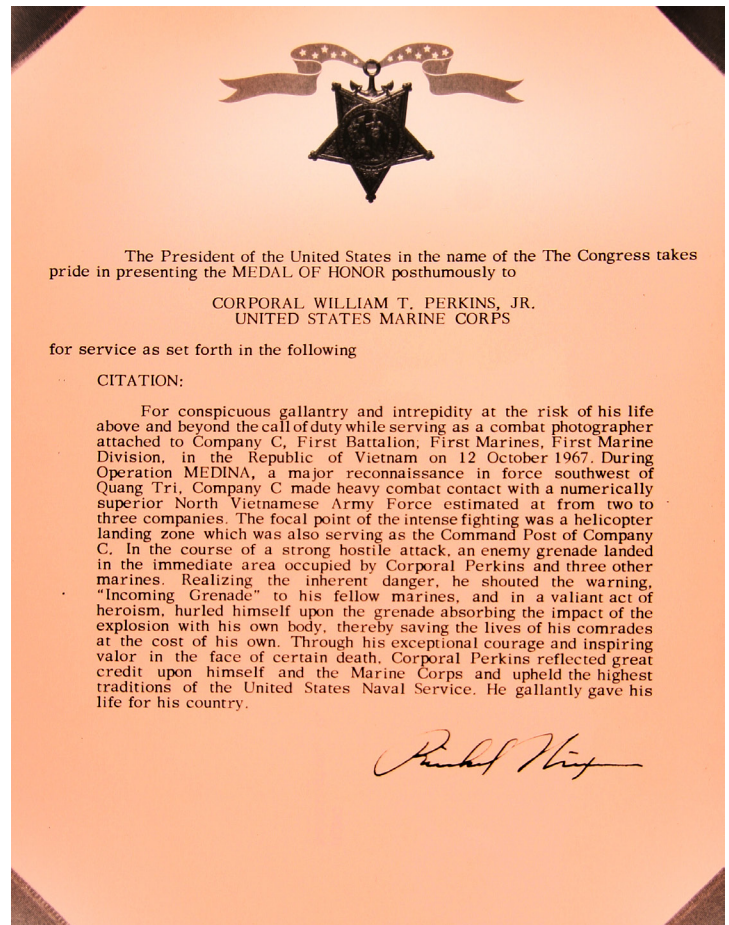 The President of the United States in the name of the The Congress takes
pride in presenting the MEDAL OF HONOR posthumously to
CORPORAL WILLIAM T. PERKINS, JR.
UNITED STATES MARINE CORPS
for service as set forth in the following
CITATION:
For conspicuous gallantry and intrepidity at the risk of his life
above and beyond the call of duty while serving as a combat photographer
attached to Company C, First Battalion, First Marines, First Marine
Division, in the Republic of Vietnam on 12 October 1967. During
Operation MEDINA, a major reconnaissance in force southwest of
Quang Tri, Company C made heavy combat contact with a numerically
superior North Vietnamese Army Force estimated at from two to
three companies. The focal point of the intense fighting was a helicopter
landing zone which was also serving as the Command Post of Company
C. In the course of a strong hostile attack, an enemy grenade landed
in the immediate area occupied by Corporal Perkins and three other
marines. Realizing the inherent danger, he shouted the warning,
"Incoming Grenade" to his fellow marines, and in a valiant act of
heroism, hurled himself upon the grenade absorbing the impact of the
explosion with his own body, thereby saving the lives of his comrades
at the cost of his own. Through his exceptional courage and inspiring
valor in the face of certain death, Corporal Perkins reflected great
credit upon himself and the Marine Corps and upheld the highest
traditions of the United States Naval Service. He gallantly gave his
life for his country.
Richard Nixon